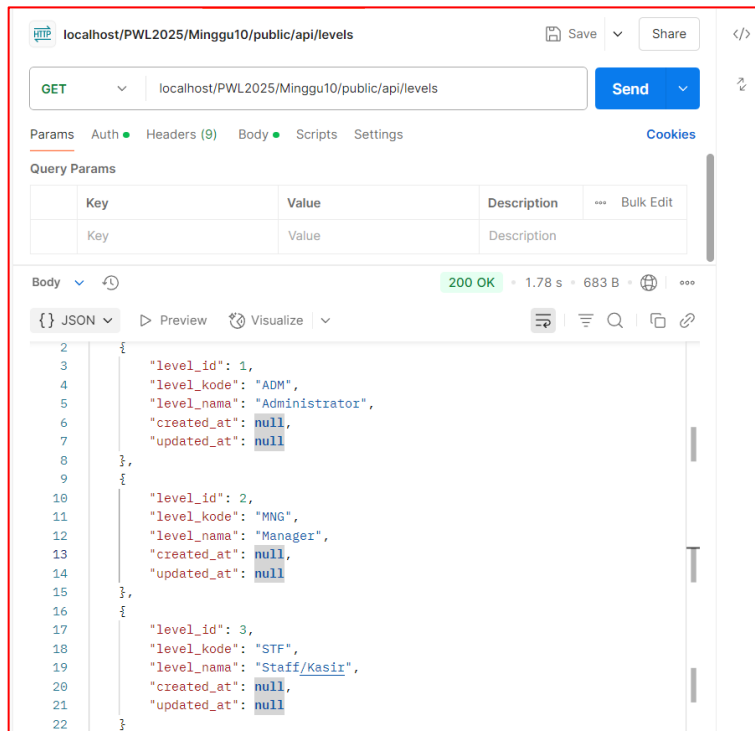 HTTP localhost/PWL2025/Minggu10/public/api/levels Save Share </>
GET localhost/PWL2025/Minggu10/public/api/levels Send
Params Auth Headers (9) Body Scripts Settings Cookies
Query Params
Key Value Description Bulk Edit
Key Value Description
Body 200 OK 1.78 s 683 B
{} JSON Preview Visualize
2 {
3 "level_id": 1,
4 "level_kode": "ADM",
5 "level_nama": "Administrator",
6 "created_at": null,
7 "updated_at": null
8 },
9 {
10 "level_id": 2,
11 "level_kode": "MNG",
12 "level_nama": "Manager",
13 "created_at": null,
14 "updated_at": null
15 },
16 {
17 "level_id": 3,
18 "level_kode": "STF",
19 "level_nama": "Staff/Kasir",
20 "created_at": null,
21 "updated_at": null
22 }